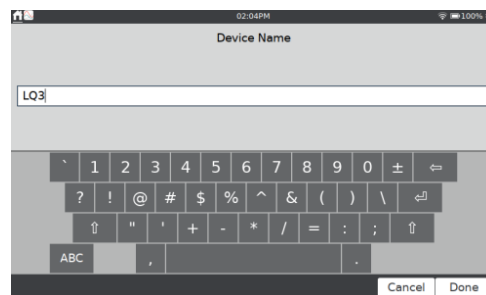 02:04PM 100%
Device Name
LQ3
` 1 2 3 4 5 6 7 8 9 0 ± ⇦
? ! @ # $ % ^ & ( ) \ ⏎
⇧ " ' + - * / = : ; ⇧
ABC , .
Cancel Done